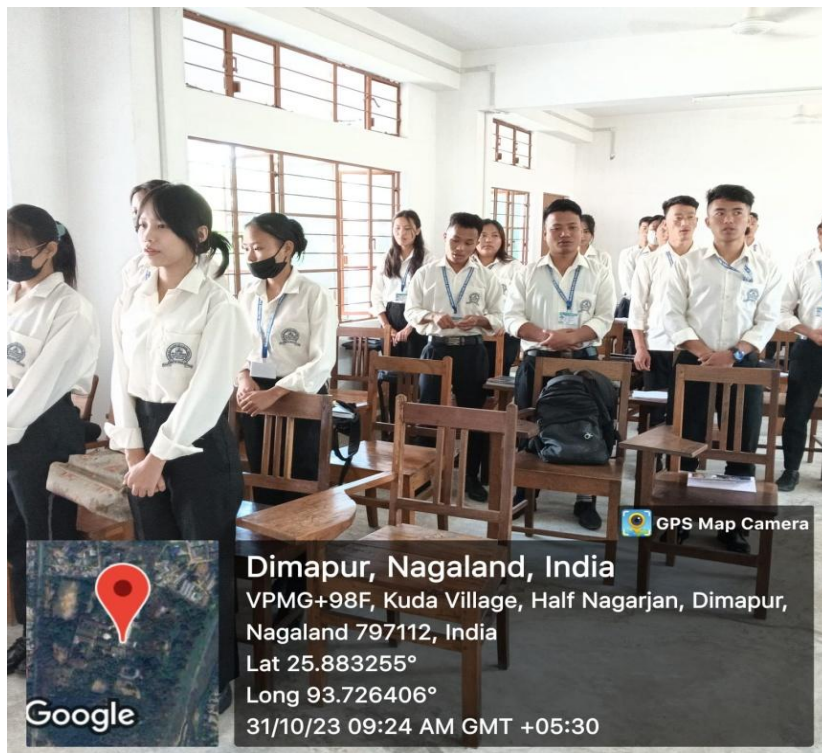 GPS Map Camera
Dimapur, Nagaland, India
VPMG+98F, Kuda Village, Half Nagarjan, Dimapur,
Nagaland 797112, India
Lat 25.883255°
Long 93.726406°
31/10/23 09:24 AM GMT +05:30
Google